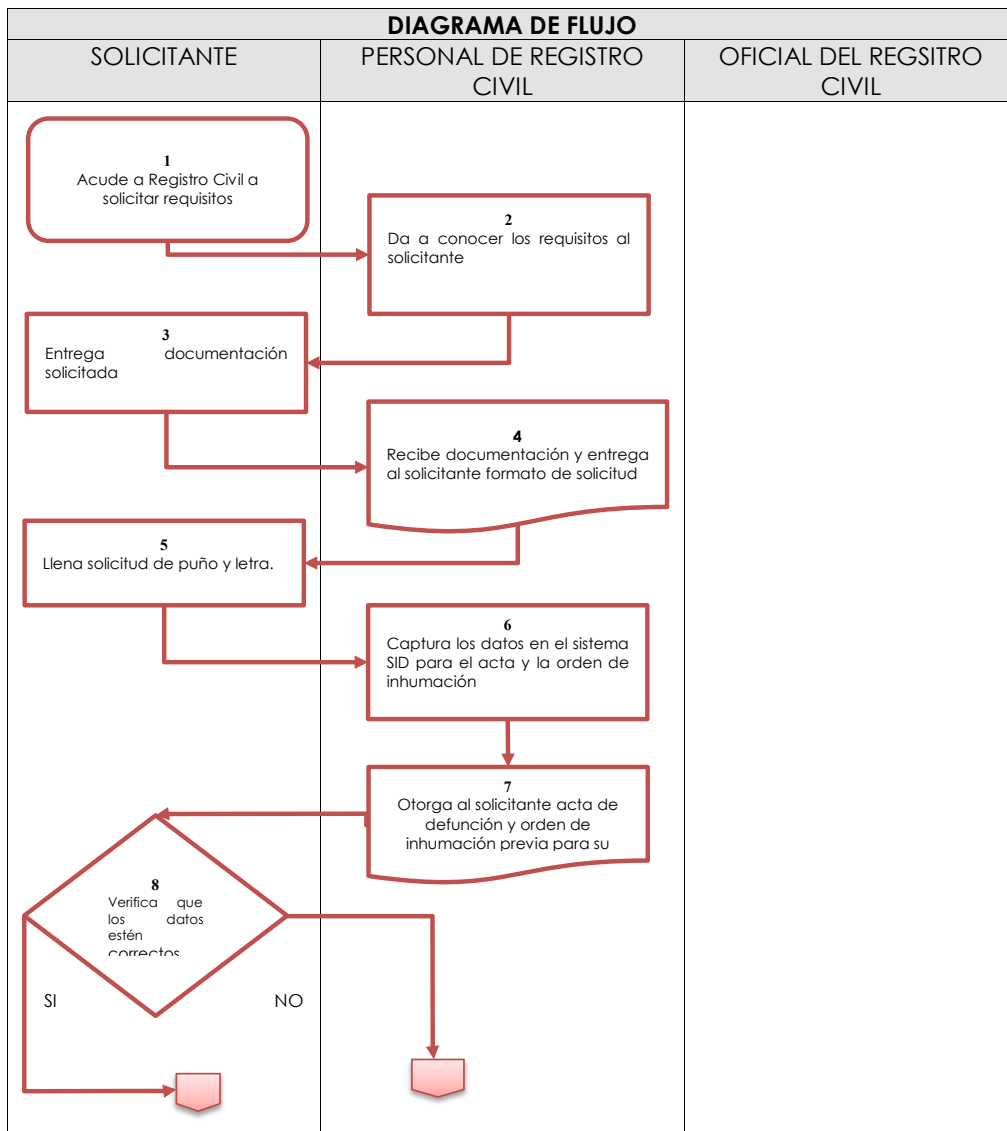 DIAGRAMA DE FLUJO
SOLICITANTE
PERSONAL DE REGISTRO
CIVIL
OFICIAL DEL REGSITRO
CIVIL
1
Acude a Registro Civil a
solicitar requisitos
2
Da a conocer los requisitos al
solicitante
3
Entrega documentación
solicitada
4
Recibe documentación y entrega
al solicitante formato de solicitud
5
Llena solicitud de puño y letra.
6
Captura los datos en el sistema
SID para el acta y la orden de
inhumación
7
Otorga al solicitante acta de
defunción y orden de
inhumación previa para su
8
Verifica que
los datos
estén
correctos
SI
NO